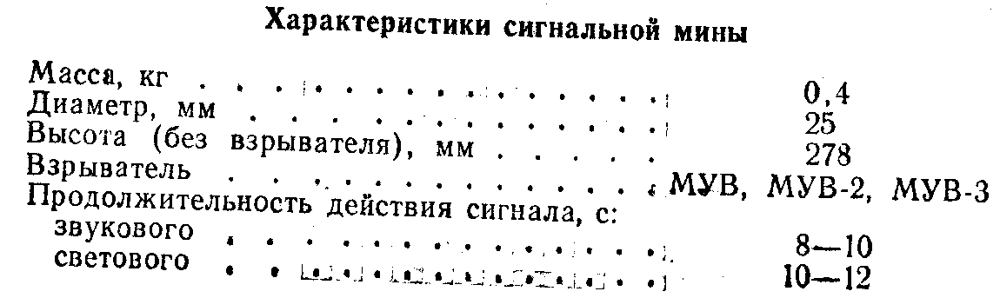 Характеристики сигнальной мины
Масса, кг . . . . . . . . . . . . . . 0,4
Диаметр, мм . . . . . . . . . . . . 25
Высота (без взрывателя), мм . . . . . 278
Взрыватель . . . . . . . . . . . . . МУВ, МУВ-2, МУВ-3
Продолжительность действия сигнала, с:
звукового . . . . . . . . . . . . 8—10
светового . . . . . . . . . . . . 10—12